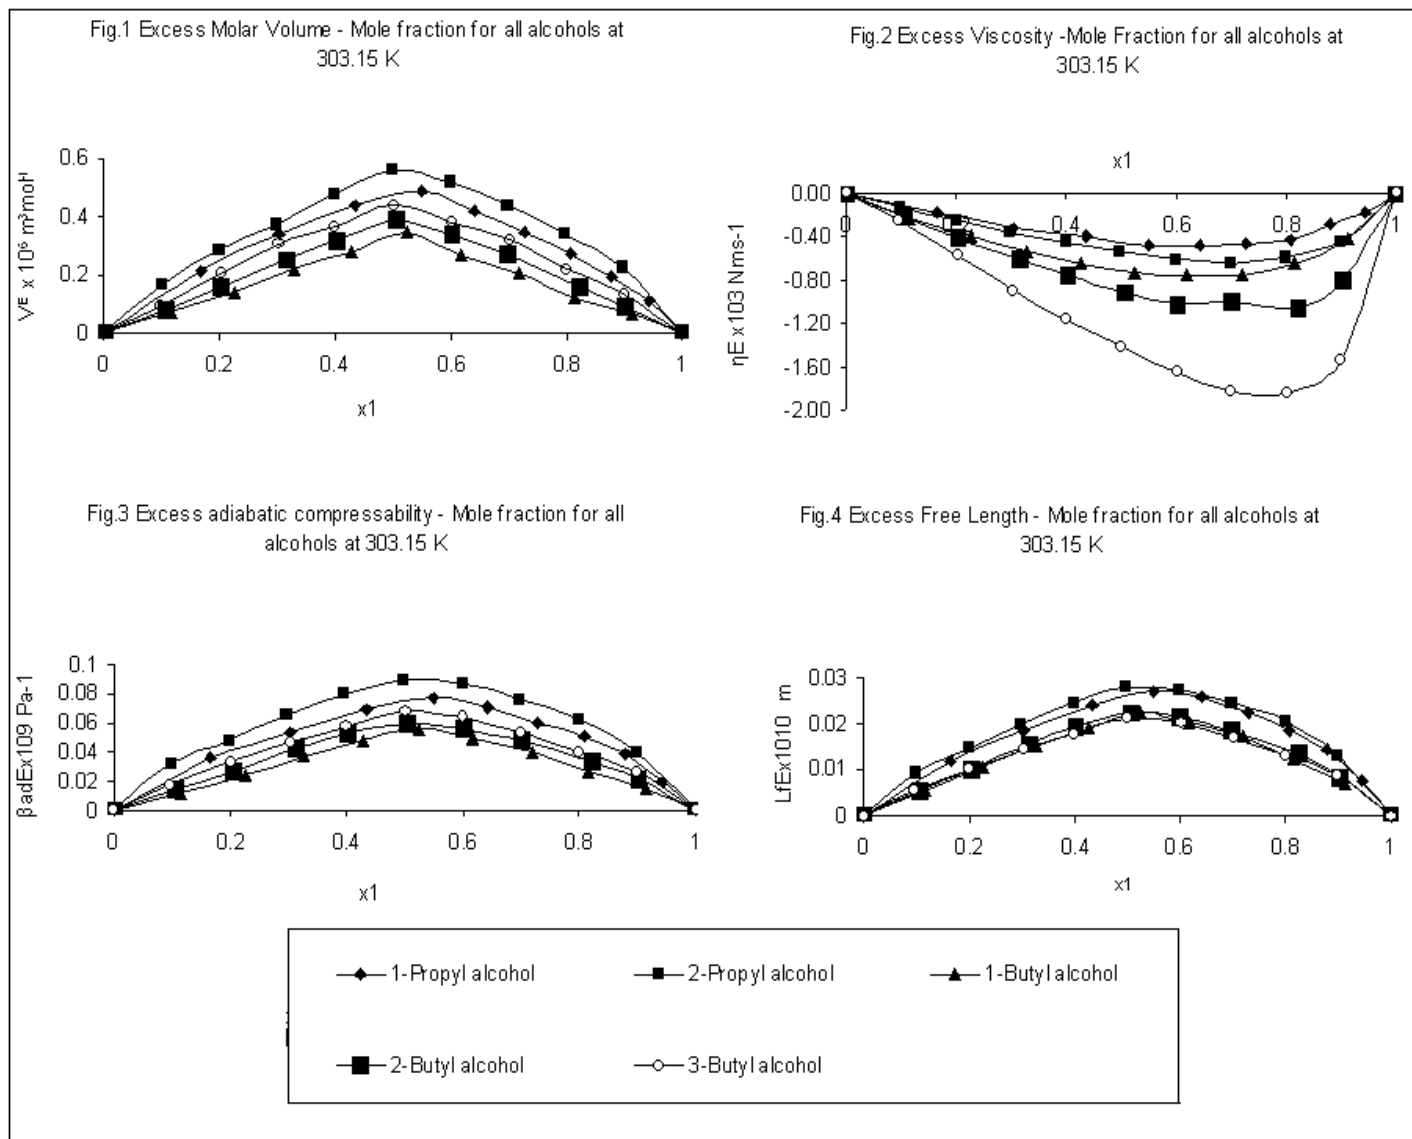 Fig.1 Excess Molar Volume - Mole fraction for all alcohols at
303.15 K
V^E x 10⁶ m³mol
0.6
0.4
0.2
0
0 0.2 0.4 0.6 0.8 1
x1
Fig.2 Excess Viscosity -Mole Fraction for all alcohols at
303.15 K
x1
0 0.2 0.4 0.6 0.8 1
0.00
-0.40
-0.80
-1.20
-1.60
-2.00
ηE x103 Nms-1
Fig.3 Excess adiabatic compressability - Mole fraction for all
alcohols at 303.15 K
βadEx109 Pa-1
0.1
0.08
0.06
0.04
0.02
0
0 0.2 0.4 0.6 0.8 1
x1
Fig.4 Excess Free Length - Mole fraction for all alcohols at
303.15 K
LfEx1010 m
0.03
0.02
0.01
0
0 0.2 0.4 0.6 0.8 1
x1
1-Propyl alcohol 2-Propyl alcohol 1-Butyl alcohol
2-Butyl alcohol 3-Butyl alcohol